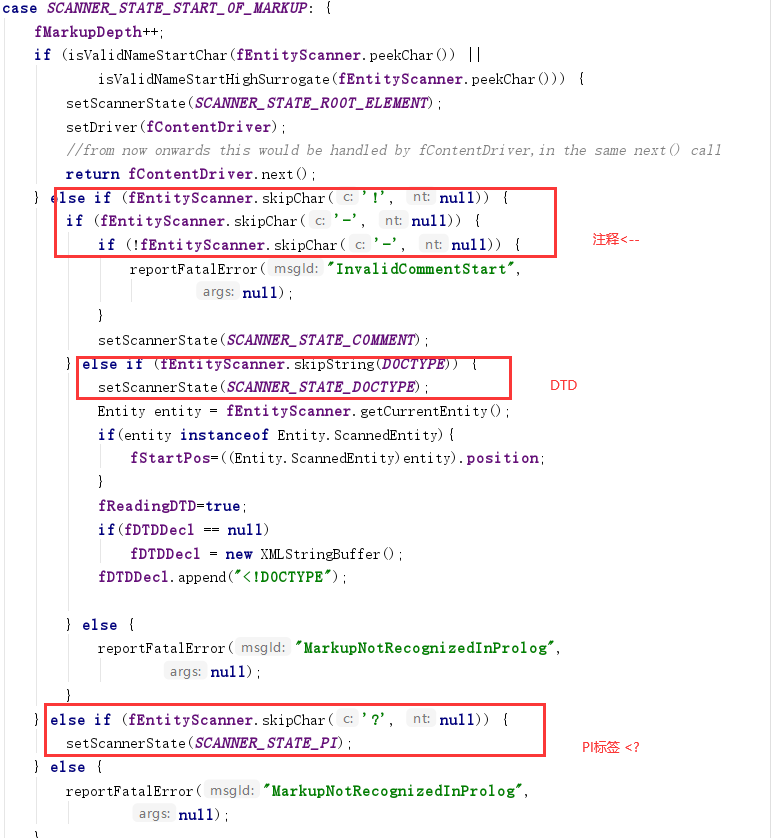 case SCANNER_STATE_START_OF_MARKUP: {
fMarkupDepth++;
if (isValidNameStartChar(fEntityScanner.peekChar()) ||
isValidNameStartHighSurrogate(fEntityScanner.peekChar())) {
setScannerState(SCANNER_STATE_ROOT_ELEMENT);
setDriver(fContentDriver);
//from now onwards this would be handled by fContentDriver,in the same next() call
return fContentDriver.next();
} else if (fEntityScanner.skipChar( c: '!', nt: null)) {
if (fEntityScanner.skipChar( c: '-', nt: null)) {
if (!fEntityScanner.skipChar( c: '-', nt: null)) {
注释<--
reportFatalError( msgId: "InvalidCommentStart",
args: null);
}
setScannerState(SCANNER_STATE_COMMENT);
} else if (fEntityScanner.skipString(DOCTYPE)) {
setScannerState(SCANNER_STATE_DOCTYPE);
DTD
Entity entity = fEntityScanner.getCurrentEntity();
if(entity instanceof Entity.ScannedEntity){
fStartPos=((Entity.ScannedEntity)entity).position;
}
fReadingDTD=true;
if(fDTDDecl == null)
fDTDDecl = new XMLStringBuffer();
fDTDDecl.append("<!DOCTYPE");
} else {
reportFatalError( msgId: "MarkupNotRecognizedInProlog",
args: null);
}
} else if (fEntityScanner.skipChar( c: '?', nt: null)) {
setScannerState(SCANNER_STATE_PI);
PI标签 <?
} else {
reportFatalError( msgId: "MarkupNotRecognizedInProlog",
args: null);
}